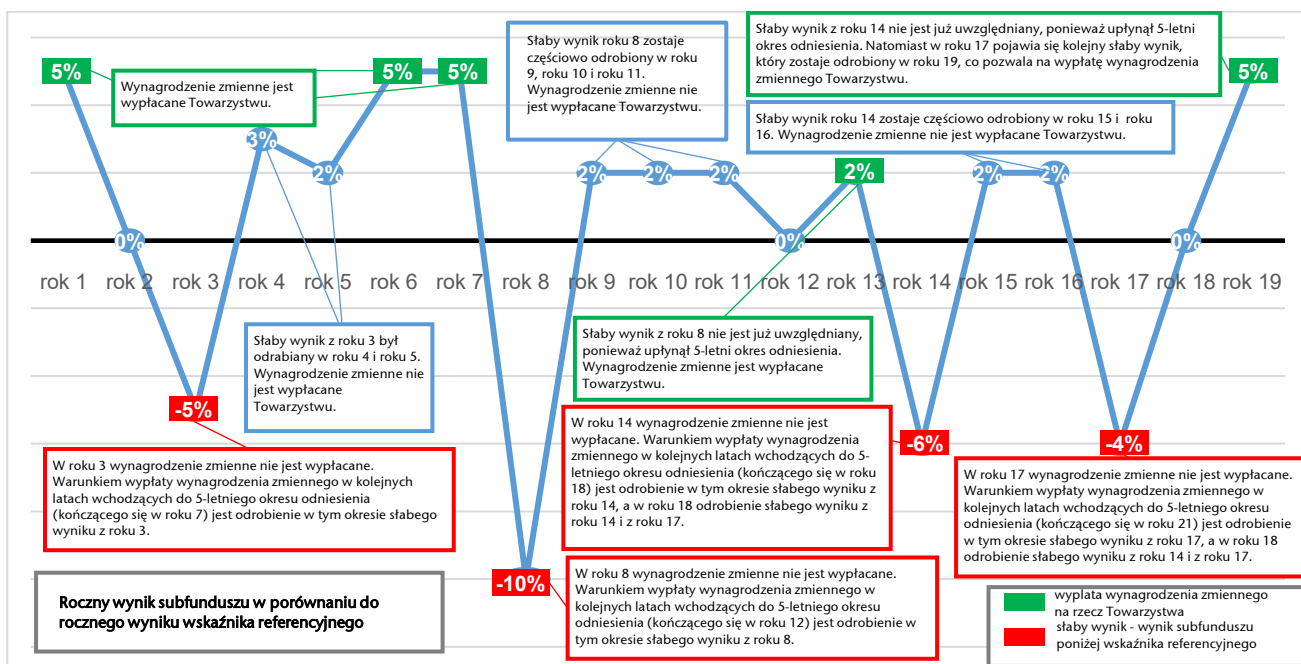 Słaby wynik z roku 14 nie jest już uwzględniany, ponieważ upłynął 5-letni
okres odniesienia. Natomiast w roku 17 pojawia się kolejny słaby wynik,
który zostaje odrobiony w roku 19, co pozwala na wypłatę wynagrodzenia
zmiennego Towarzystwu.
Słaby wynik roku 8 zostaje
częściowo odrobiony w roku
9, roku 10 i roku 11.
Wynagrodzenie zmienne nie
jest wypłacane Towarzystwu.
Wynagrodzenie zmienne jest
wypłacane Towarzystwu.
Słaby wynik roku 14 zostaje częściowo odrobiony w roku 15 i roku
16. Wynagrodzenie zmienne nie jest wypłacane Towarzystwu.
5%
0%
-5%
3%
2%
5%
5%
-10%
2%
2%
2%
0%
2%
-6%
2%
2%
-4%
0%
5%
rok 1 rok 2 rok 3 rok 4 rok 5 rok 6 rok 7 rok 8 rok 9 rok 10 rok 11 rok 12 rok 13 rok 14 rok 15 rok 16 rok 17 rok 18 rok 19
Słaby wynik z roku 3 był
odrabiany w roku 4 i roku 5.
Wynagrodzenie zmienne nie
jest wypłacane
Towarzystwu.
Słaby wynik z roku 8 nie jest już uwzględniany,
ponieważ upłynął 5-letni okres odniesienia.
Wynagrodzenie zmienne jest wypłacane
Towarzystwu.
W roku 3 wynagrodzenie zmienne nie jest wypłacane.
Warunkiem wypłaty wynagrodzenia zmiennego w kolejnych
latach wchodzących do 5-letniego okresu odniesienia
(kończącego się w roku 7) jest odrobienie w tym okresie słabego
wyniku z roku 3.
W roku 14 wynagrodzenie zmienne nie jest
wypłacane. Warunkiem wypłaty wynagrodzenia
zmiennego w kolejnych latach wchodzących do 5-
letniego okresu odniesienia (kończącego się w roku
18) jest odrobienie w tym okresie słabego wyniku z
roku 14, a w roku 18 odrobienie słabego wyniku z
roku 14 i z roku 17.
W roku 17 wynagrodzenie zmienne nie jest wypłacane.
Warunkiem wypłaty wynagrodzenia zmiennego w
kolejnych latach wchodzących do 5-letniego okresu
odniesienia (kończącego się w roku 21) jest odrobienie
w tym okresie słabego wyniku z roku 17, a w roku 18
odrobienie słabego wyniku z roku 14 i z roku 17.
W roku 8 wynagrodzenie zmienne nie jest wypłacane.
Warunkiem wypłaty wynagrodzenia zmiennego w
kolejnych latach wchodzących do 5-letniego okresu
odniesienia (kończącego się w roku 12) jest odrobienie w
tym okresie słabego wyniku z roku 8.
Roczny wynik subfunduszu w porównaniu do
rocznego wyniku wskaźnika referencyjnego
wyplata wynagrodzenia zmiennego
na rzecz Towarzystwa
słaby wynik - wynik subfunduszu
poniżej wskaźnika referencyjnego